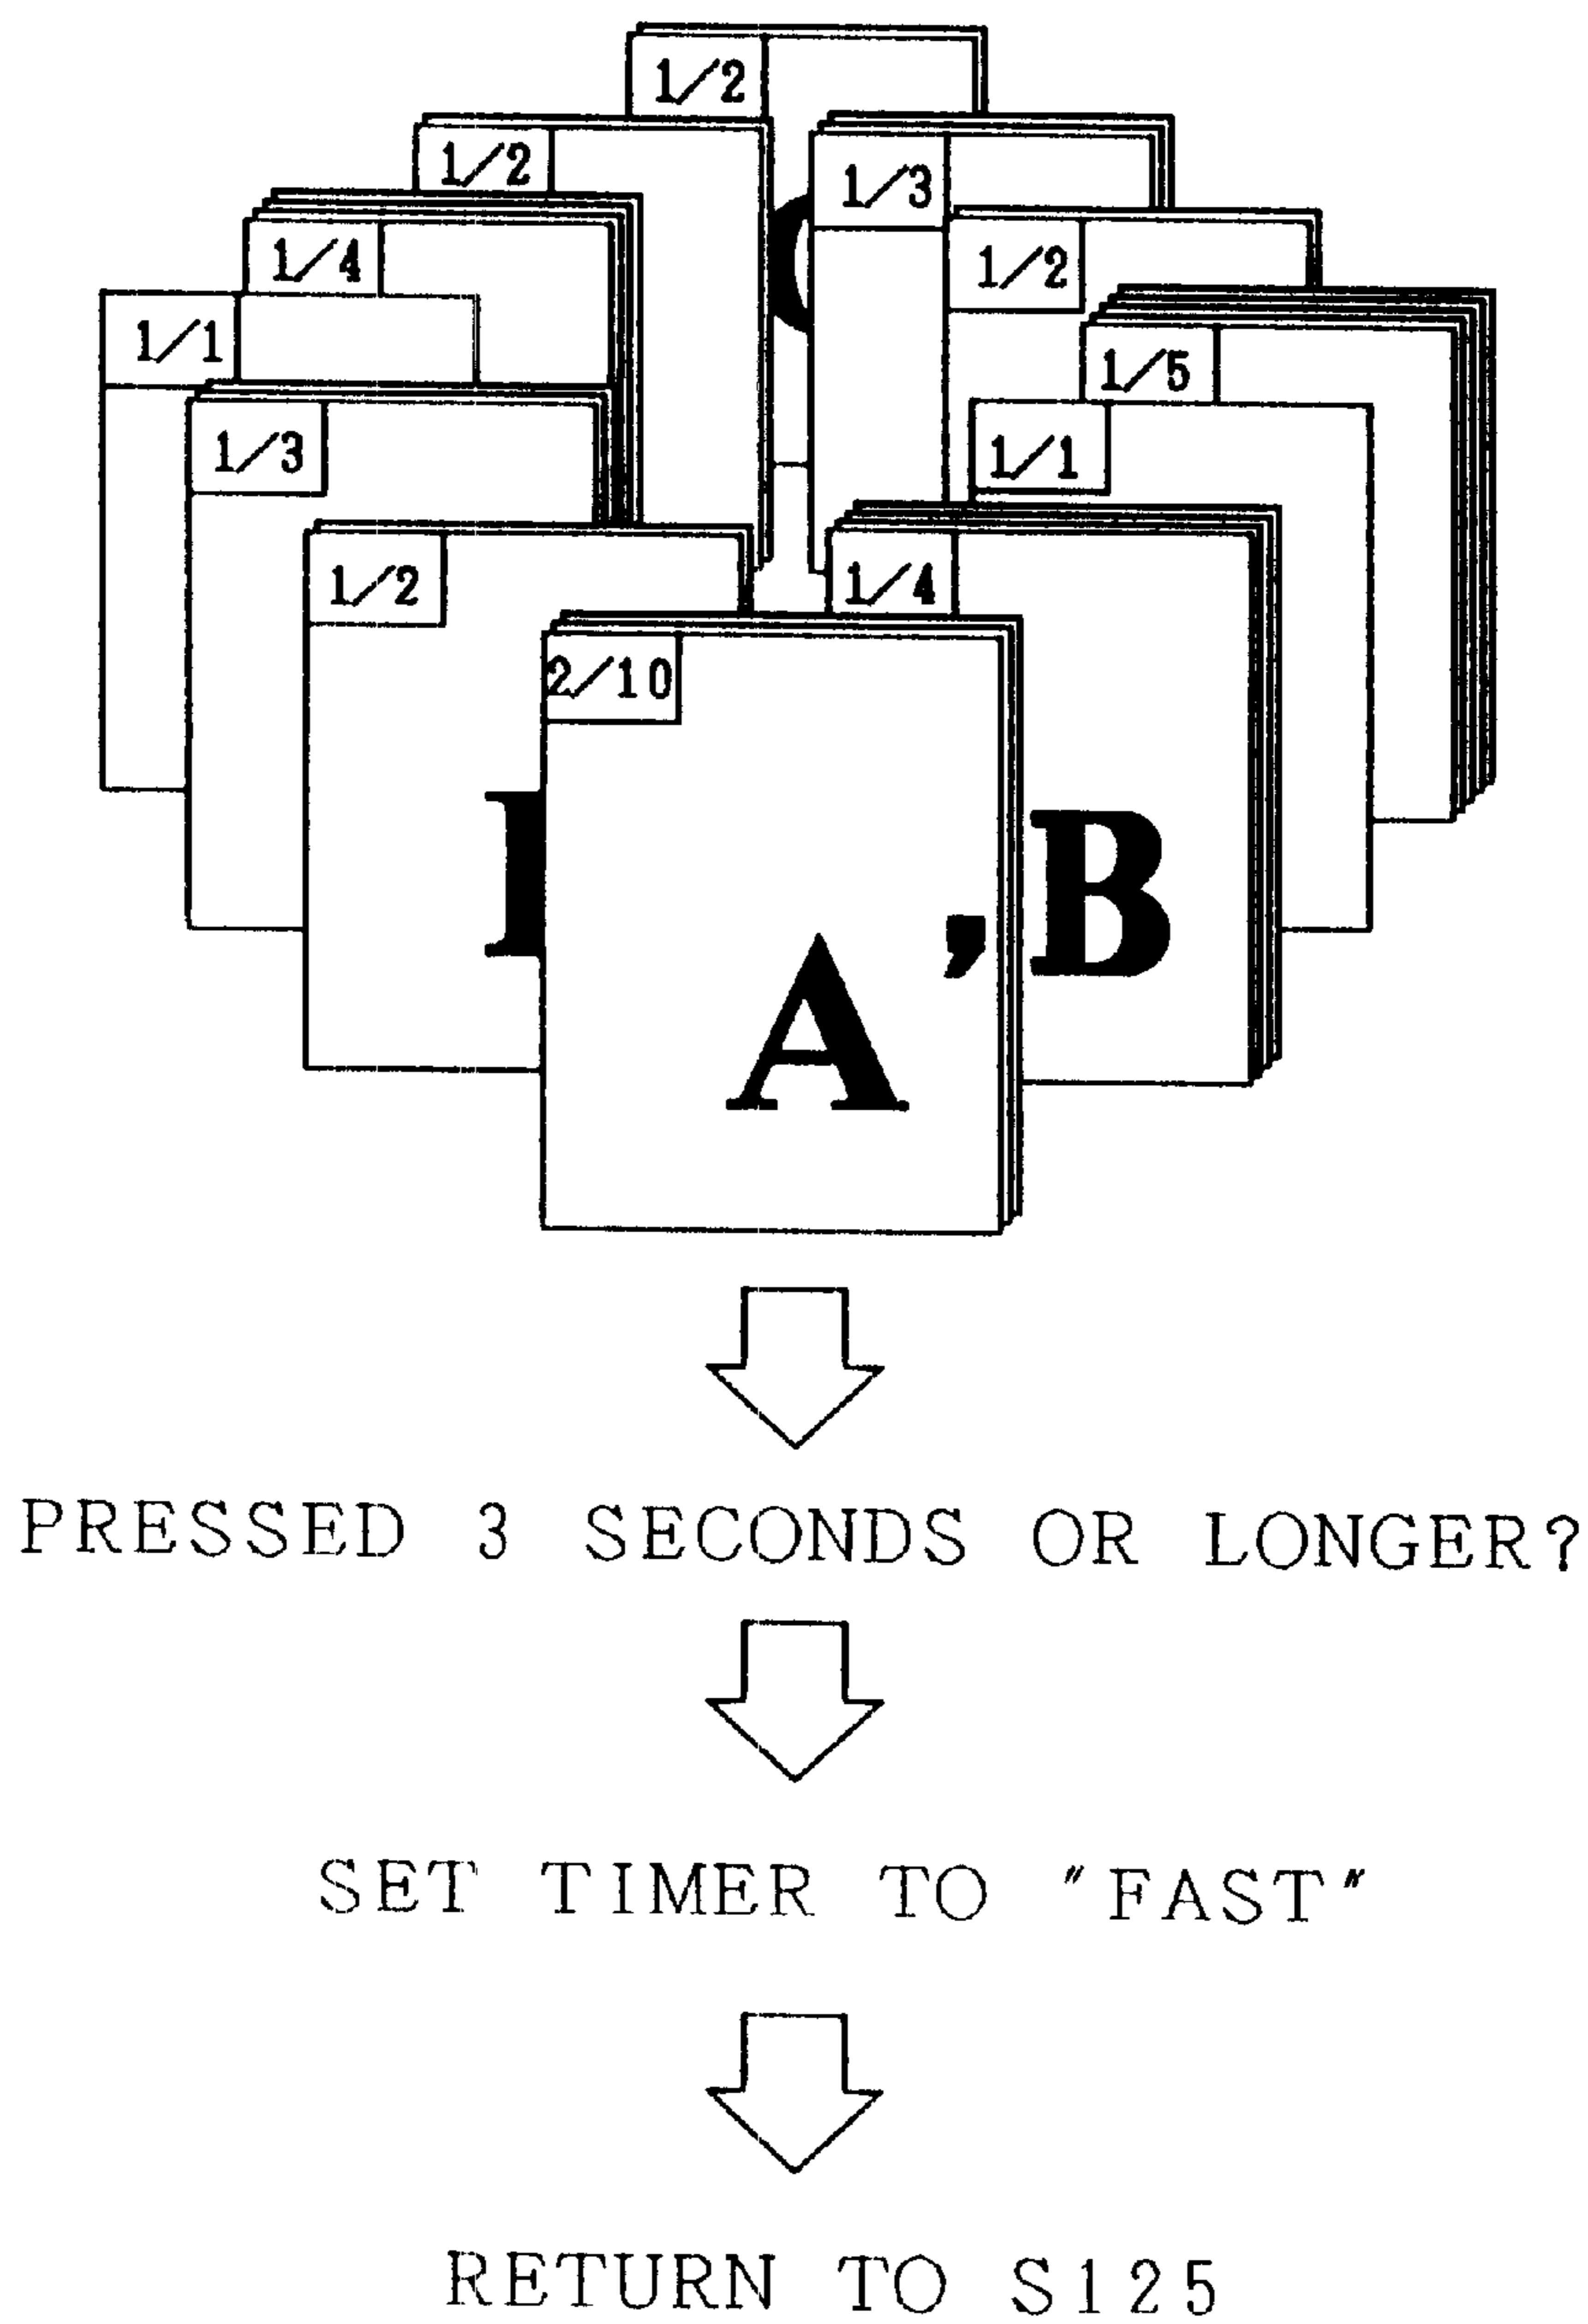 1/2
1/2
1/3
1/4
1/2
1/1
1/5
1/3
1/1
1/2
1/4
2/10
B
A,
PRESSED 3 SECONDS OR LONGER?
SET TIMER TO "FAST"
RETURN TO S125